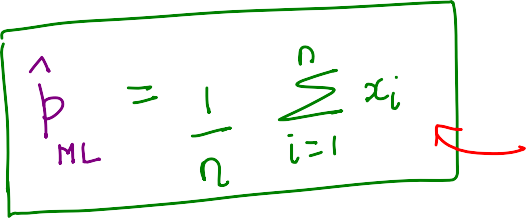 p̂_ML = 1/n ∑_{i=1}^{n} x_i